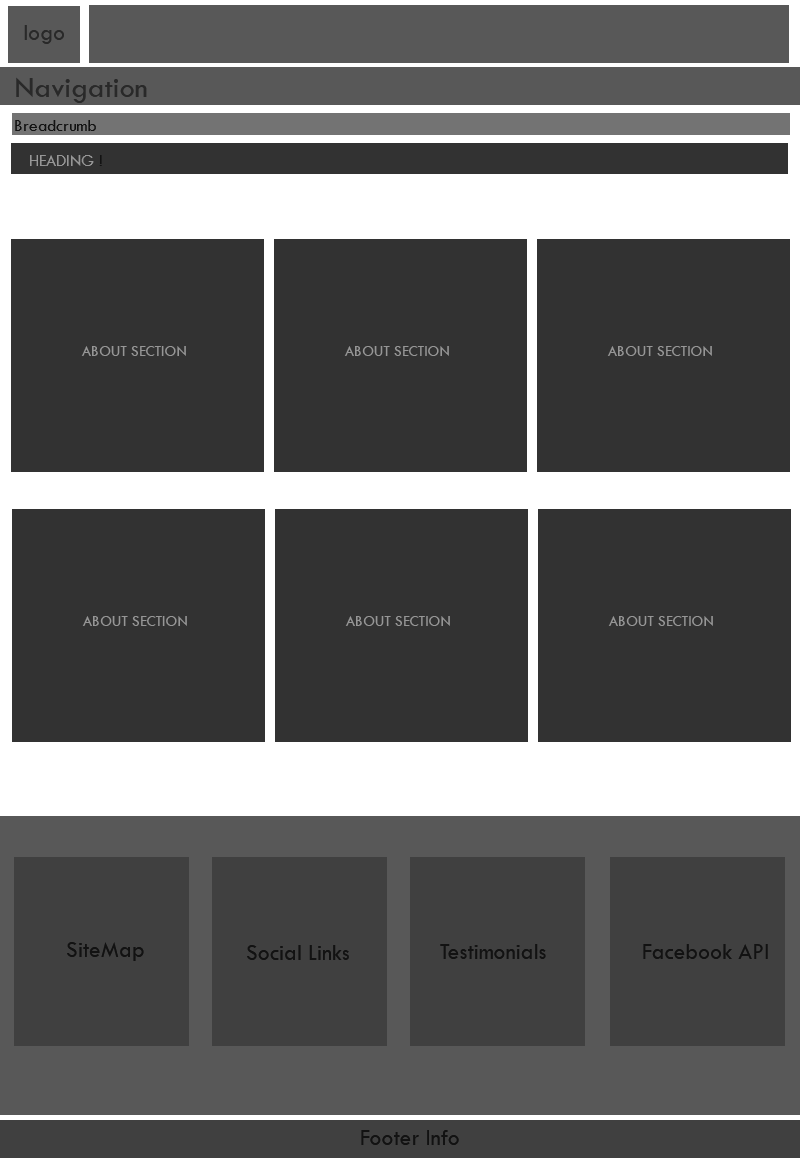 logo
Navigation
Breadcrumb
HEADING !
ABOUT SECTION
ABOUT SECTION
ABOUT SECTION
ABOUT SECTION
ABOUT SECTION
ABOUT SECTION
SiteMap
Social Links
Testimonials
Facebook API
Footer Info